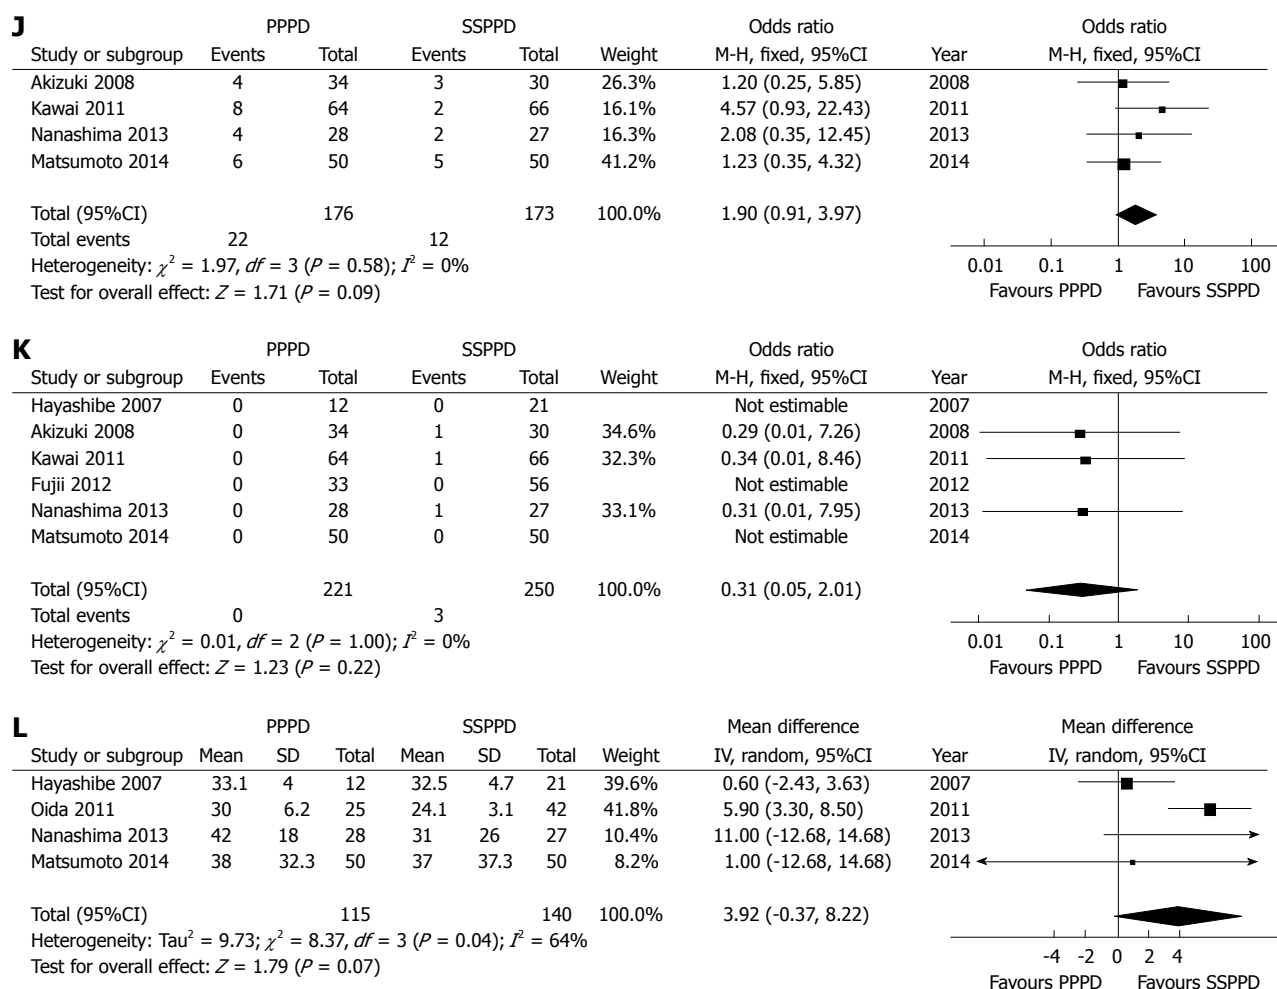 J
PPPD SSPPD Odds ratio Odds ratio
Study or subgroup Events Total Events Total Weight M-H, fixed, 95%CI Year M-H, fixed, 95%CI
Akizuki 2008 4 34 3 30 26.3% 1.20 (0.25, 5.85) 2008
Kawai 2011 8 64 2 66 16.1% 4.57 (0.93, 22.43) 2011
Nanashima 2013 4 28 2 27 16.3% 2.08 (0.35, 12.45) 2013
Matsumoto 2014 6 50 5 50 41.2% 1.23 (0.35, 4.32) 2014
Total (95%CI) 176 173 100.0% 1.90 (0.91, 3.97)
Total events 22 12
Heterogeneity: χ² = 1.97, df = 3 (P = 0.58); I² = 0%
Test for overall effect: Z = 1.71 (P = 0.09)
0.01 0.1 1 10 100
Favours PPPD Favours SSPPD
K
PPPD SSPPD Odds ratio Odds ratio
Study or subgroup Events Total Events Total Weight M-H, fixed, 95%CI Year M-H, fixed, 95%CI
Hayashibe 2007 0 12 0 21 Not estimable 2007
Akizuki 2008 0 34 1 30 34.6% 0.29 (0.01, 7.26) 2008
Kawai 2011 0 64 1 66 32.3% 0.34 (0.01, 8.46) 2011
Fujii 2012 0 33 0 56 Not estimable 2012
Nanashima 2013 0 28 1 27 33.1% 0.31 (0.01, 7.95) 2013
Matsumoto 2014 0 50 0 50 Not estimable 2014
Total (95%CI) 221 250 100.0% 0.31 (0.05, 2.01)
Total events 0 3
Heterogeneity: χ² = 0.01, df = 2 (P = 1.00); I² = 0%
Test for overall effect: Z = 1.23 (P = 0.22)
0.01 0.1 1 10 100
Favours PPPD Favours SSPPD
L
PPPD SSPPD Mean difference Mean difference
Study or subgroup Mean SD Total Mean SD Total Weight IV, random, 95%CI Year IV, random, 95%CI
Hayashibe 2007 33.1 4 12 32.5 4.7 21 39.6% 0.60 (-2.43, 3.63) 2007
Oida 2011 30 6.2 25 24.1 3.1 42 41.8% 5.90 (3.30, 8.50) 2011
Nanashima 2013 42 18 28 31 26 27 10.4% 11.00 (-12.68, 14.68) 2013
Matsumoto 2014 38 32.3 50 37 37.3 50 8.2% 1.00 (-12.68, 14.68) 2014
Total (95%CI) 115 140 100.0% 3.92 (-0.37, 8.22)
Heterogeneity: Tau² = 9.73; χ² = 8.37, df = 3 (P = 0.04); I² = 64%
Test for overall effect: Z = 1.79 (P = 0.07)
-4 -2 0 2 4
Favours PPPD Favours SSPPD